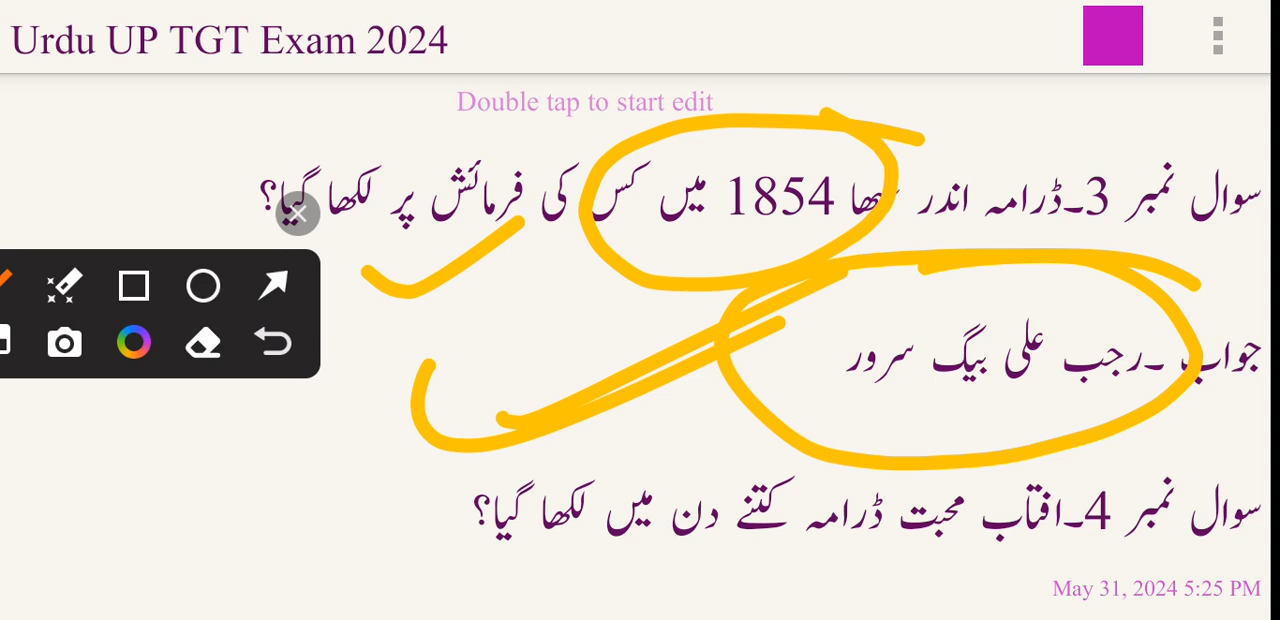 Urdu UP TGT Exam 2024
Double tap to start edit
سوال نمبر 3۔ڈرامہ اندر سبھا 1854 میں کس کی فرمائش پر لکھا گیا؟
جواب ۔رجب علی بیگ سرور
سوال نمبر 4۔افتاب محبت ڈرامہ کتنے دن میں لکھا گیا؟
May 31, 2024 5:25 PM